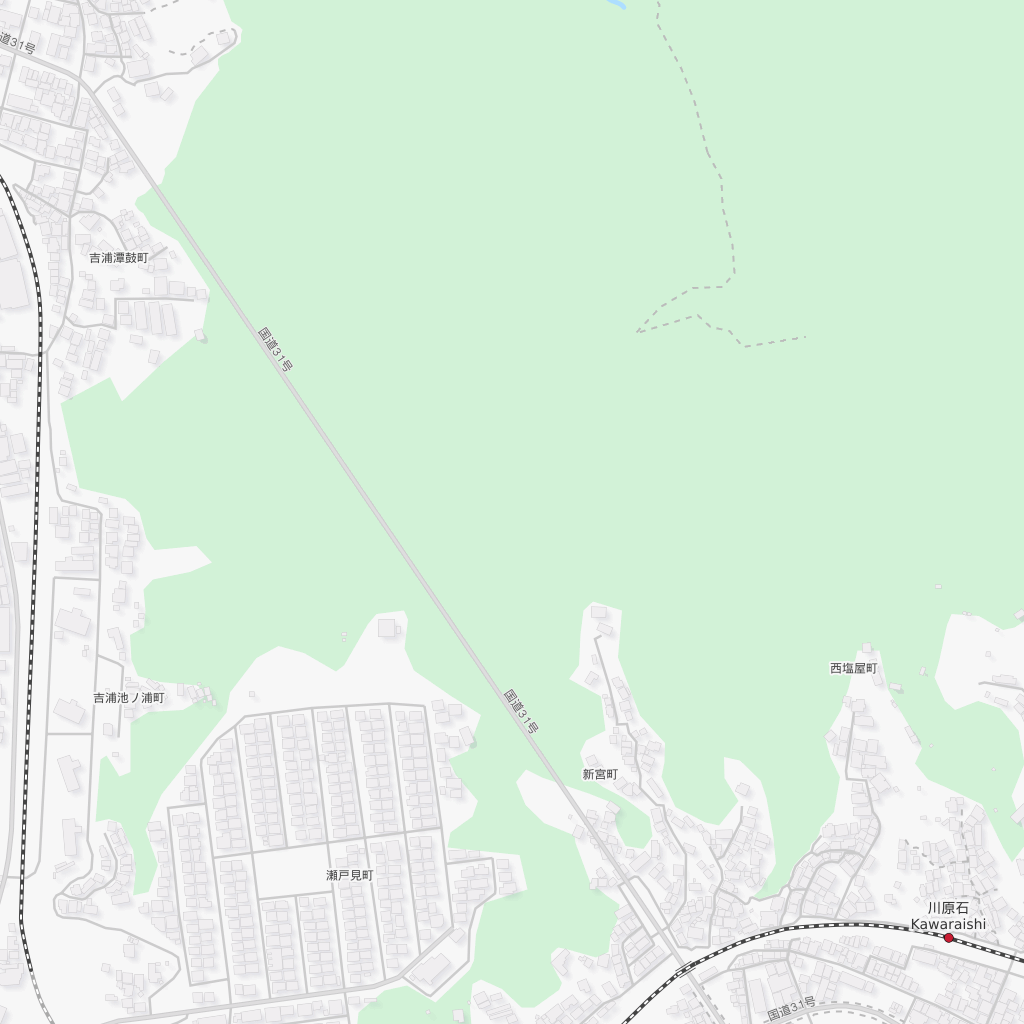 道31号
吉浦潭鼓町
国道31号
西塩屋町
吉浦池ノ浦町
国道31号
新宮町
瀬戸見町
川原石
Kawaraishi
国道31号